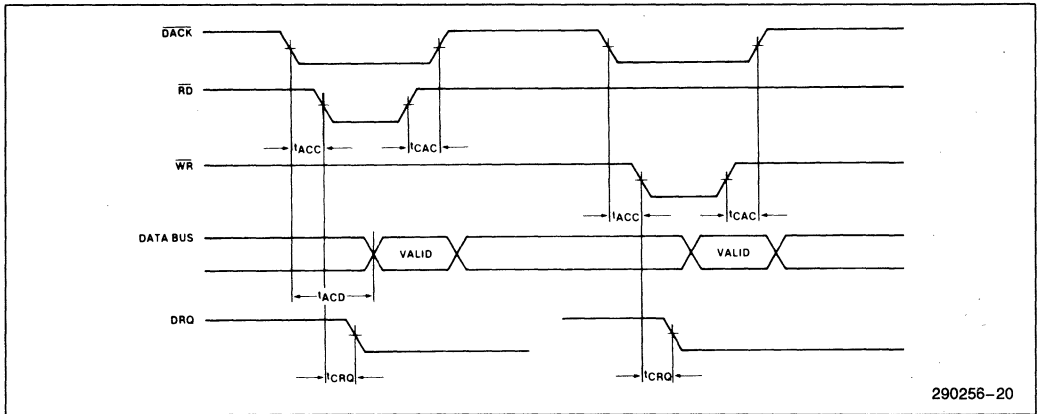 DACK
RD
tACC
tCAC
WR
tACC
tCAC
DATA BUS
VALID
VALID
tACD
DRQ
tCRQ
tCRQ
290256-20